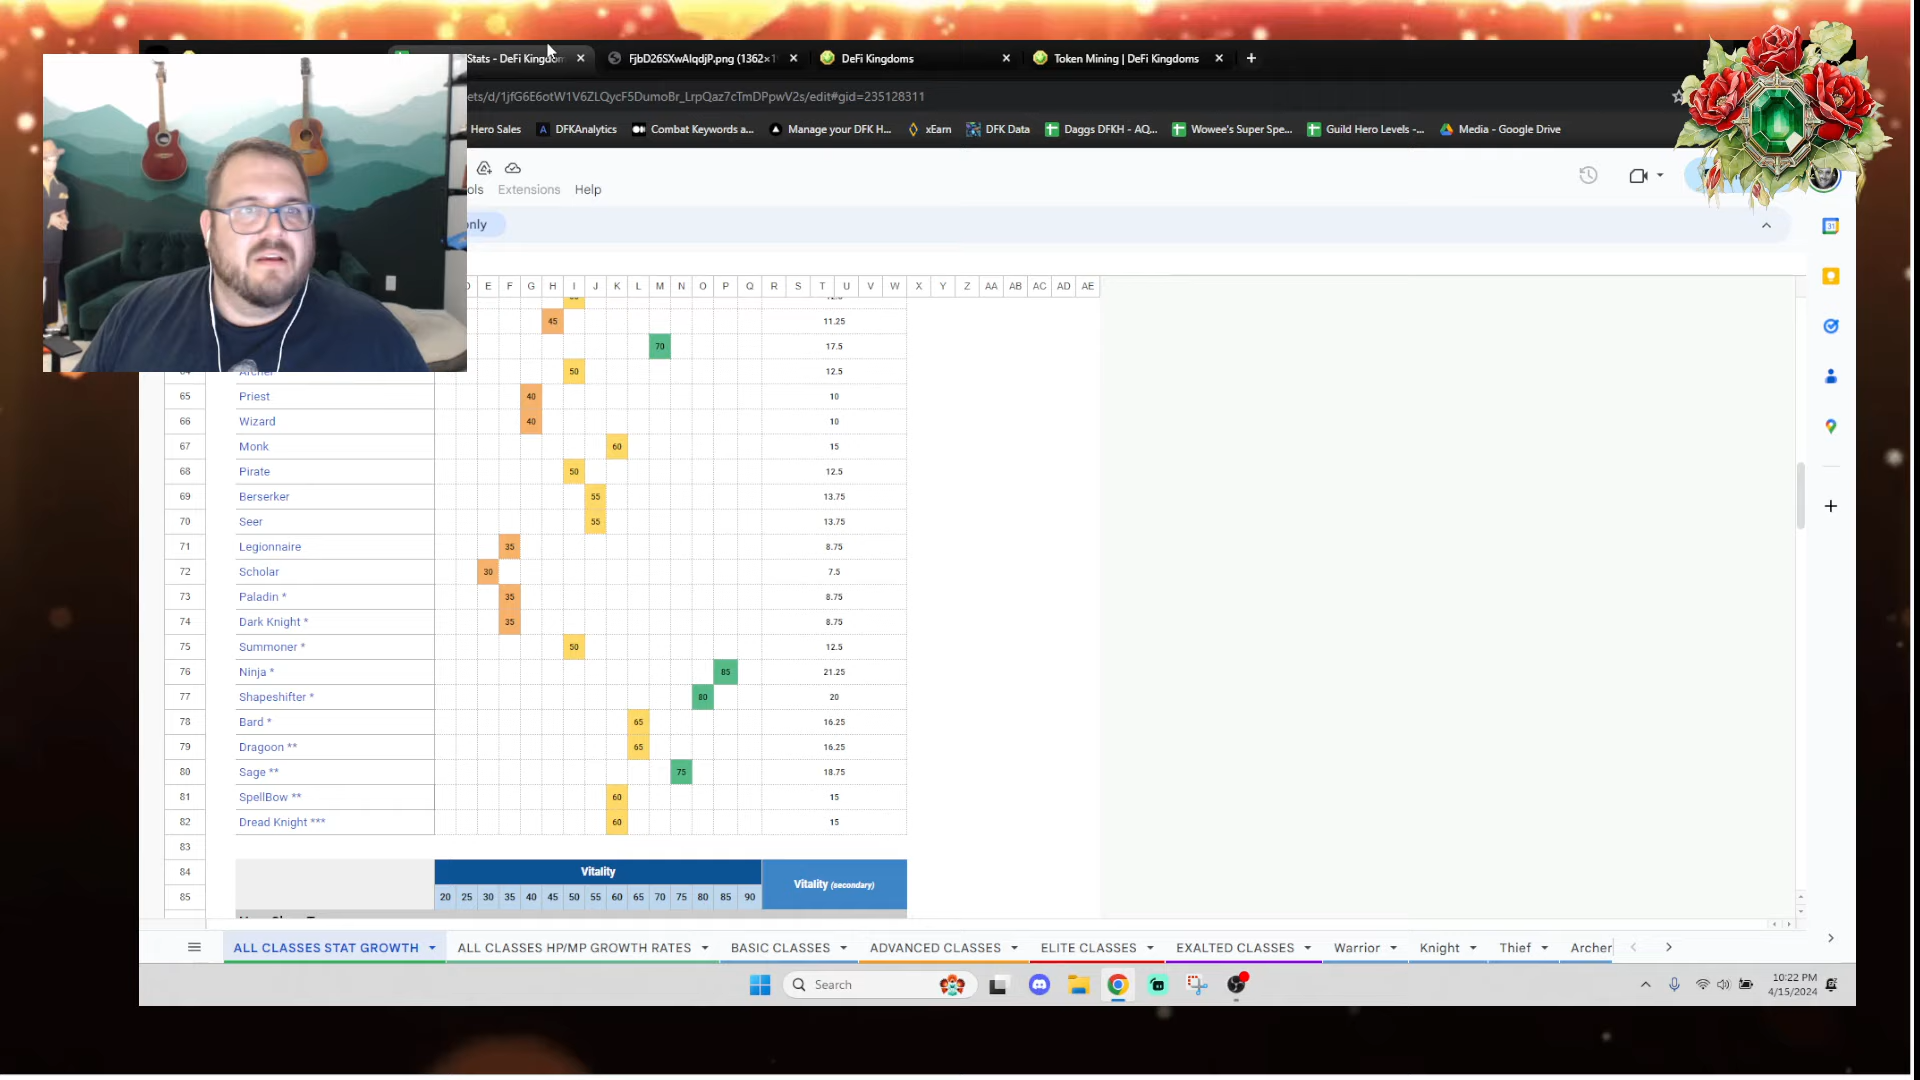 Stats - DeFi Kingdom
FjbD26SXwAIqdjP.png (1362×1
DeFi Kingdoms
Token Mining | DeFi Kingdoms
ets/d/1jfG6E6otW1V6ZLQycF5DumoBr_LrpQaz7cTmDPpwV2s/edit#gid=235128311
Hero Sales
DFKAnalytics
Combat Keywords a...
Manage your DFK H...
xEarn
DFK Data
Daggs DFKH - AQ...
Wowee's Super Spe...
Guild Hero Levels -...
Media - Google Drive
ols Extensions Help
only
E F G H I J K L M N O P Q R S T U V W X Y Z AA AB AC AD AE
45 11.25
70 17.5
64 Archer 50 12.5
65 Priest 40 10
66 Wizard 40 10
67 Monk 60 15
68 Pirate 50 12.5
69 Berserker 55 13.75
70 Seer 55 13.75
71 Legionnaire 35 8.75
72 Scholar 30 7.5
73 Paladin * 35 8.75
74 Dark Knight * 35 8.75
75 Summoner * 50 12.5
76 Ninja * 85 21.25
77 Shapeshifter * 80 20
78 Bard * 65 16.25
79 Dragoon ** 65 16.25
80 Sage ** 75 18.75
81 SpellBow ** 60 15
82 Dread Knight *** 60 15
83
84 Vitality Vitality (secondary)
85 20 25 30 35 40 45 50 55 60 65 70 75 80 85 90
ALL CLASSES STAT GROWTH
ALL CLASSES HP/MP GROWTH RATES
BASIC CLASSES
ADVANCED CLASSES
ELITE CLASSES
EXALTED CLASSES
Warrior
Knight
Thief
Archer
Search
10:22 PM
4/15/2024